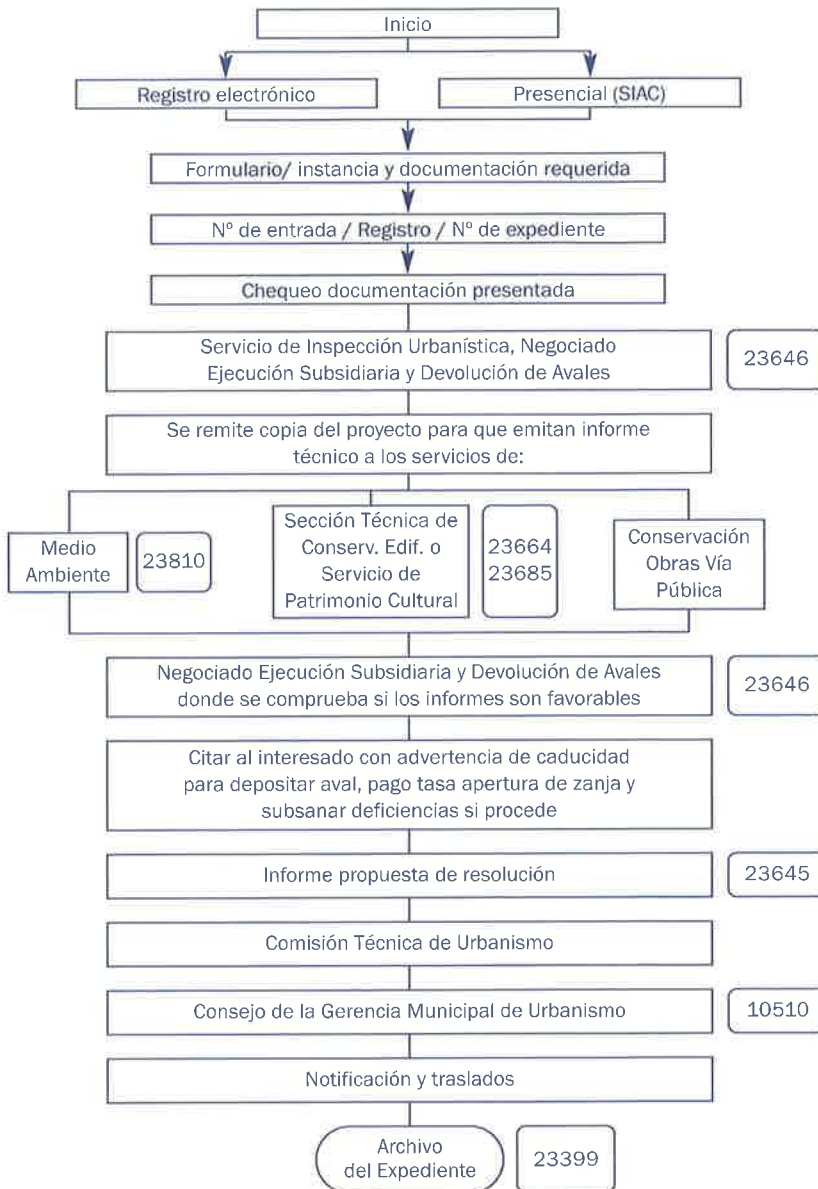 Inicio
Registro electrónico
Presencial (SIAC)
Formulario/ instancia y documentación requerida
Nº de entrada / Registro / Nº de expediente
Chequeo documentación presentada
Servicio de Inspección Urbanística, Negociado
Ejecución Subsidiaria y Devolución de Avales
23646
Se remite copia del proyecto para que emitan informe
técnico a los servicios de:
Medio
Ambiente
23810
Sección Técnica de
Conserv. Edif. o
Servicio de
Patrimonio Cultural
23664
23685
Conservación
Obras Vía
Pública
Negociado Ejecución Subsidiaria y Devolución de Avales
donde se comprueba si los informes son favorables
23646
Citar al interesado con advertencia de caducidad
para depositar aval, pago tasa apertura de zanja y
subsanar deficiencias si procede
Informe propuesta de resolución
23645
Comisión Técnica de Urbanismo
Consejo de la Gerencia Municipal de Urbanismo
10510
Notificación y traslados
Archivo
del Expediente
23399